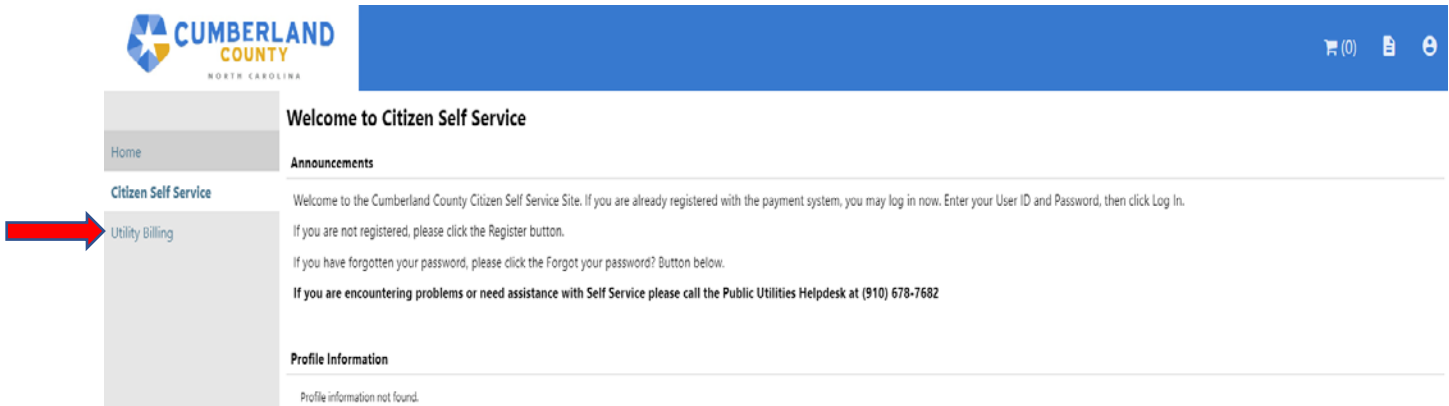 CUMBERLAND
COUNTY
NORTH CAROLINA
(0)
Welcome to Citizen Self Service
Home
Announcements
Citizen Self Service
Welcome to the Cumberland County Citizen Self Service Site. If you are already registered with the payment system, you may log in now. Enter your User ID and Password, then click Log In.
Utility Billing
If you are not registered, please click the Register button.
If you have forgotten your password, please click the Forgot your password? Button below.
If you are encountering problems or need assistance with Self Service please call the Public Utilities Helpdesk at (910) 678-7682
Profile Information
Profile information not found.